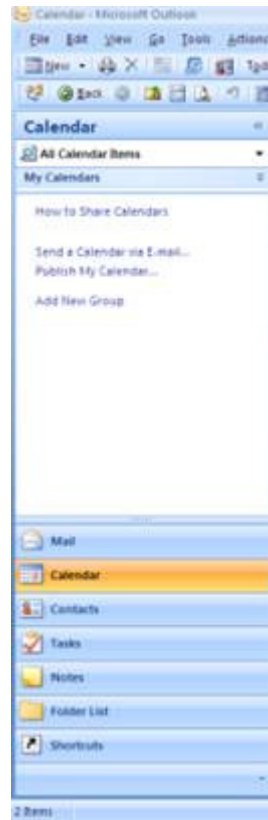 Calendar - Microsoft Outlook
File Edit View Go Tools Actions
New Tod
Back
Calendar
All Calendar Items
My Calendars
How to Share Calendars
Send a Calendar via E-mail...
Publish My Calendar...
Add New Group
Mail
Calendar
Contacts
Tasks
Notes
Folder List
Shortcuts
2 Items